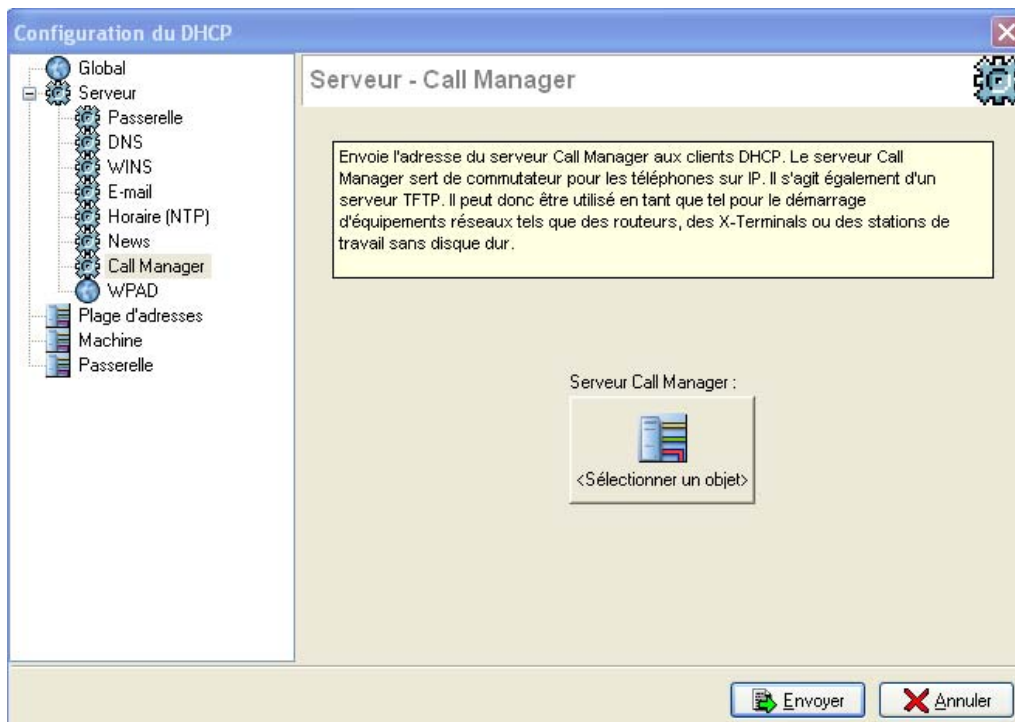 Configuration du DHCP
Global
Serveur
Passerelle
DNS
WINS
E-mail
Horaire (NTP)
News
Call Manager
WPAD
Plage d'adresses
Machine
Passerelle
Serveur - Call Manager
Envoie l'adresse du serveur Call Manager aux clients DHCP. Le serveur Call
Manager sert de commutateur pour les téléphones sur IP. Il s'agit également d'un
serveur TFTP. Il peut donc être utilisé en tant que tel pour le démarrage
d'équipements réseaux tels que des routeurs, des X-Terminals ou des stations de
travail sans disque dur.
Serveur Call Manager :
<Sélectionner un objet>
Envoyer
Annuler